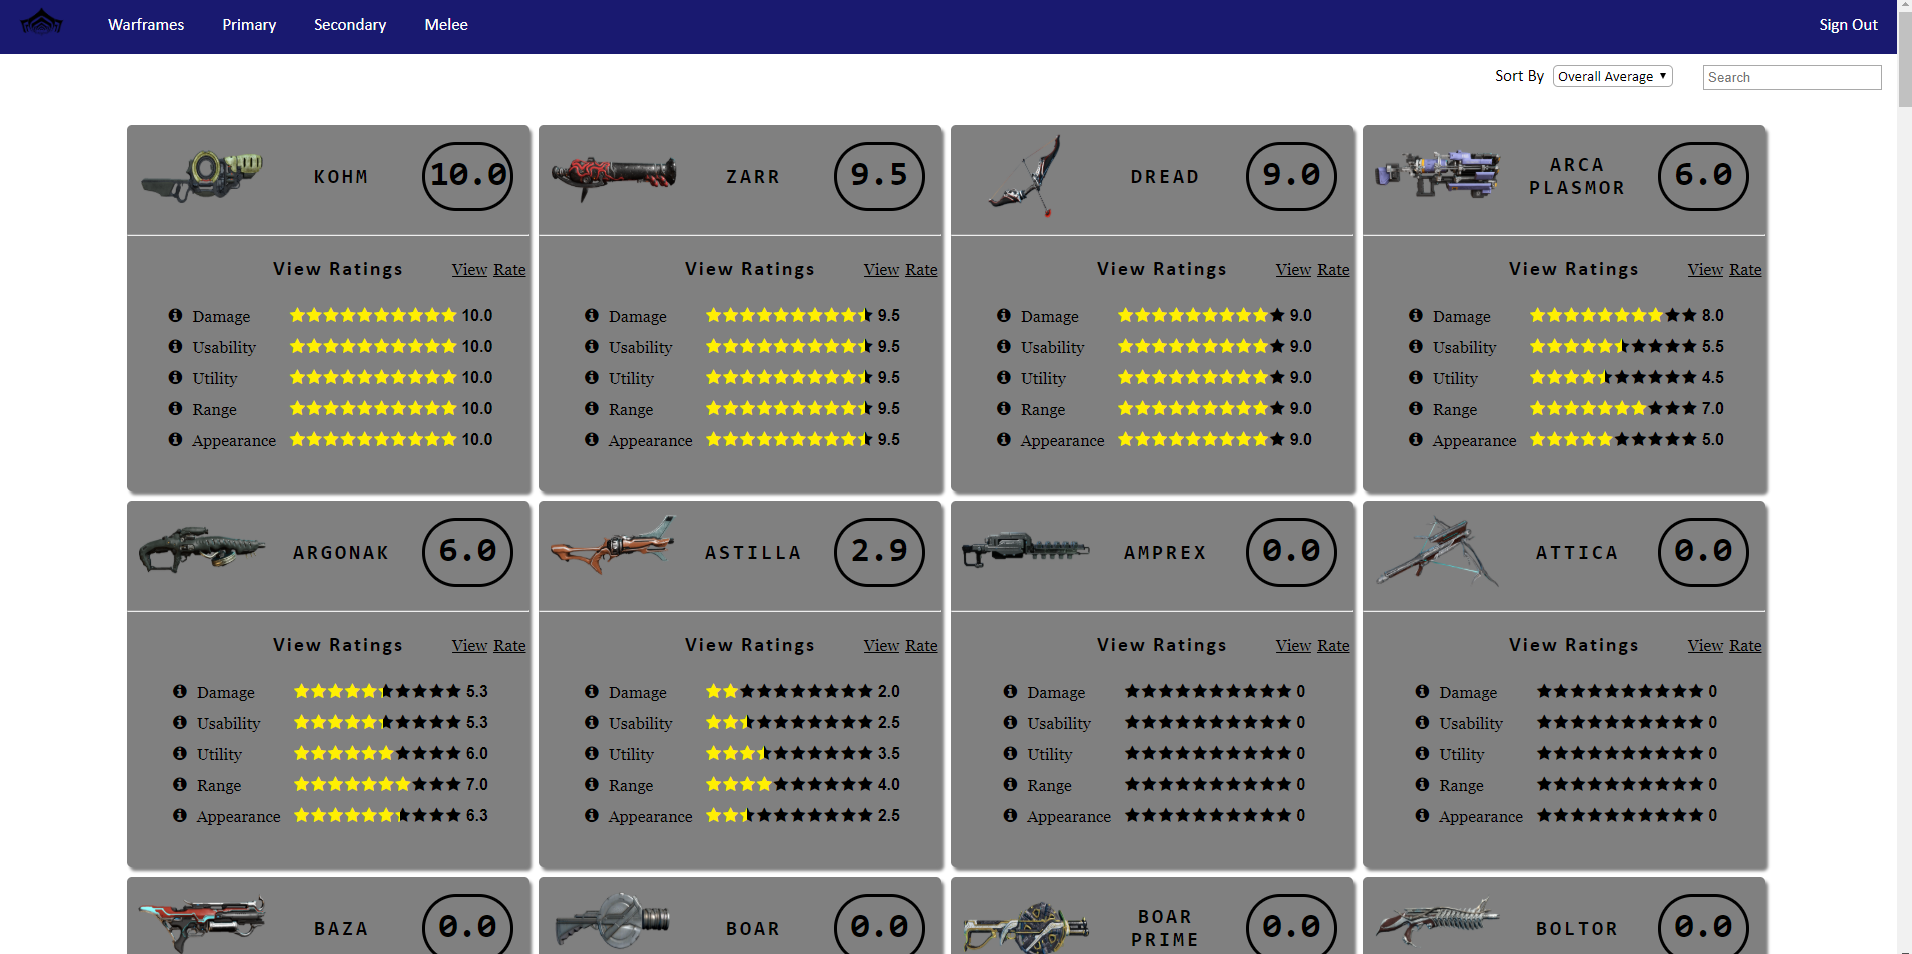 Warframes Primary Secondary Melee Sign Out
Sort By Overall Average Search
KOHM 10.0
View Ratings View Rate
Damage 10.0
Usability 10.0
Utility 10.0
Range 10.0
Appearance 10.0
ZARR 9.5
View Ratings View Rate
Damage 9.5
Usability 9.5
Utility 9.5
Range 9.5
Appearance 9.5
DREAD 9.0
View Ratings View Rate
Damage 9.0
Usability 9.0
Utility 9.0
Range 9.0
Appearance 9.0
ARCA
PLASMOR 6.0
View Ratings View Rate
Damage 8.0
Usability 5.5
Utility 4.5
Range 7.0
Appearance 5.0
ARGONAK 6.0
View Ratings View Rate
Damage 5.3
Usability 5.3
Utility 6.0
Range 7.0
Appearance 6.3
ASTILLA 2.9
View Ratings View Rate
Damage 2.0
Usability 2.5
Utility 3.5
Range 4.0
Appearance 2.5
AMPREX 0.0
View Ratings View Rate
Damage 0
Usability 0
Utility 0
Range 0
Appearance 0
ATTICA 0.0
View Ratings View Rate
Damage 0
Usability 0
Utility 0
Range 0
Appearance 0
BAZA 0.0
BOAR 0.0
BOAR
PRIME 0.0
BOLTOR 0.0